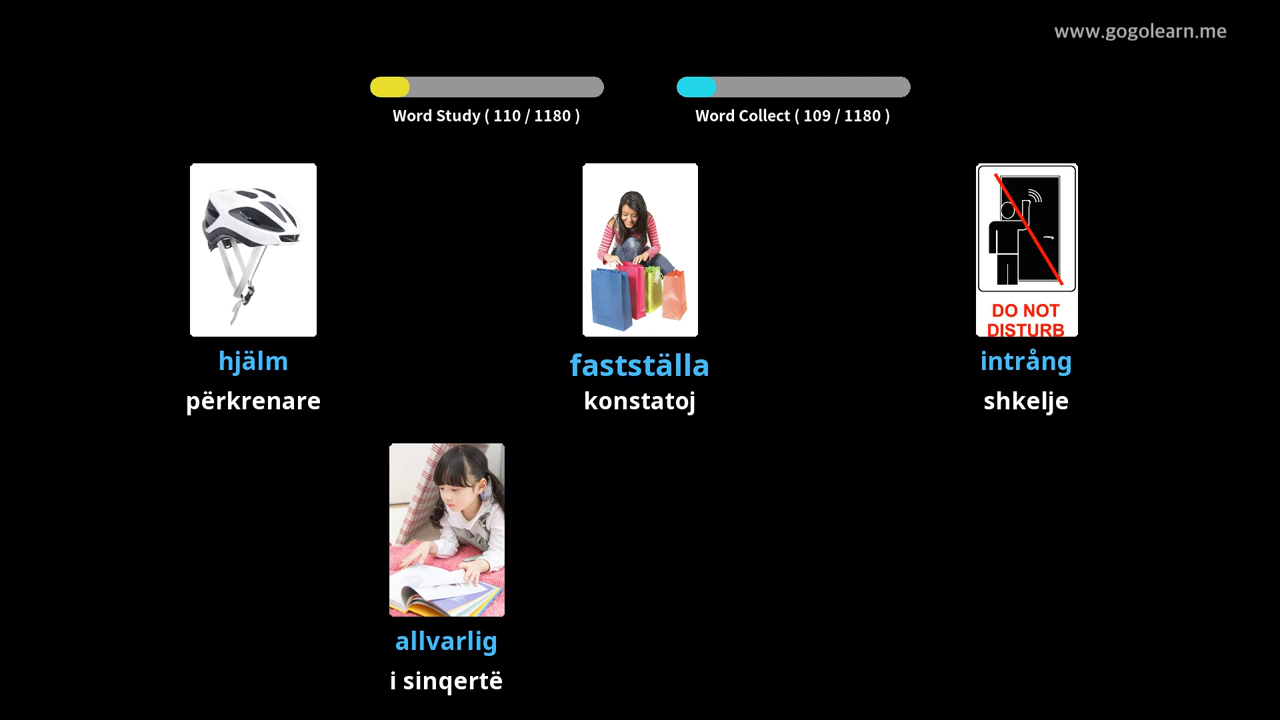 www.gogolearn.me
Word Study ( 110 / 1180 )
Word Collect ( 109 / 1180 )
DO NOT
DISTURB
hjälm
fastställa
intrång
përkrenare
konstatoj
shkelje
allvarlig
i sinqertë